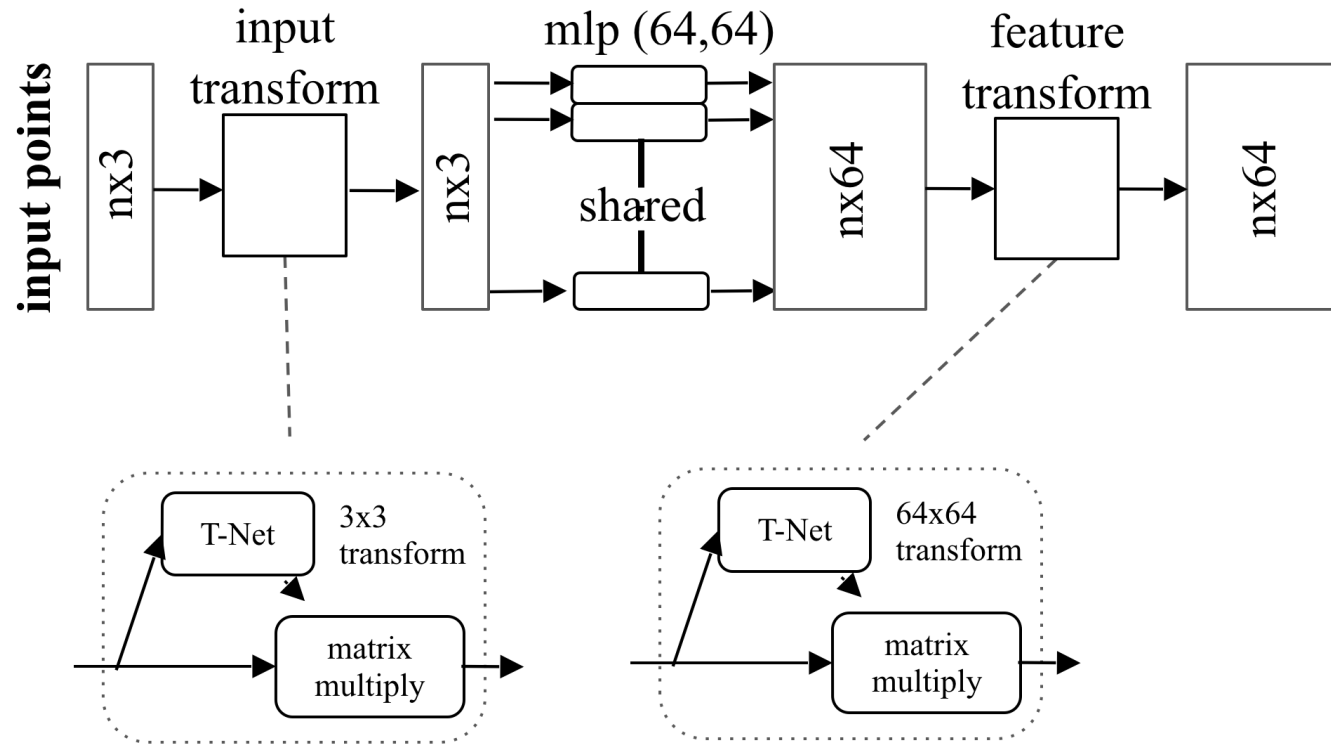 input points
nx3
input
transform
nx3
mlp (64,64)
shared
nx64
feature
transform
nx64
T-Net
3x3
transform
matrix
multiply
T-Net
64x64
transform
matrix
multiply